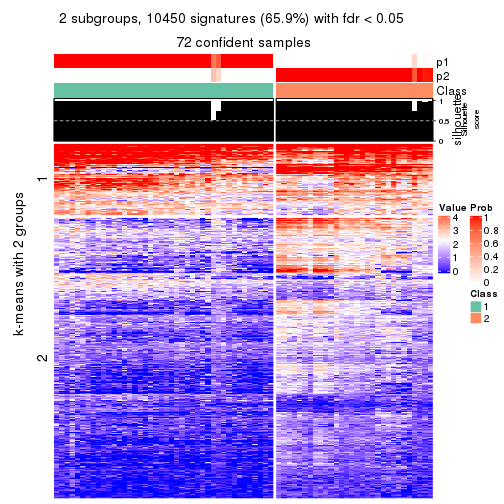 2 subgroups, 10450 signatures (65.9%) with fdr < 0.05
72 confident samples
p1
p2
Class
1
0.5
0
silhouette
Silhouette
score
k-means with 2 groups
1
2
Value
4
3
2
1
0
Prob
1
0.8
0.6
0.4
0.2
0
Class
1
2